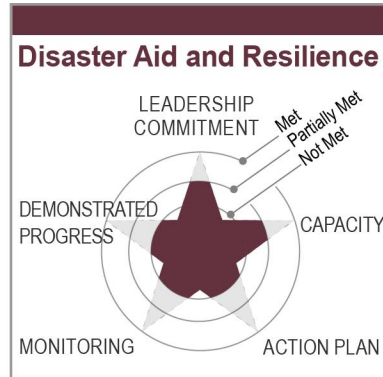 Disaster Aid and Resilience
LEADERSHIP
COMMITMENT
Met
Partially Met
Not Met
DEMONSTRATED
PROGRESS
CAPACITY
MONITORING
ACTION PLAN